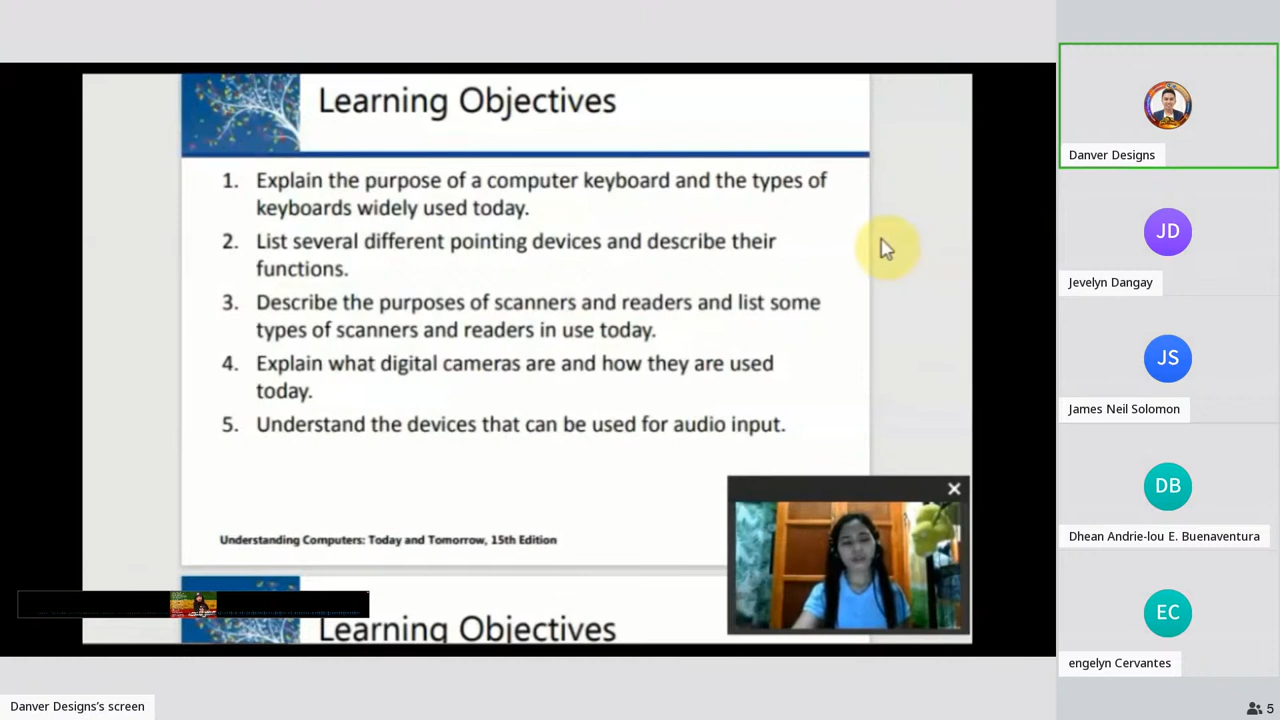 Learning Objectives
1. Explain the purpose of a computer keyboard and the types of
keyboards widely used today.
2. List several different pointing devices and describe their
functions.
3. Describe the purposes of scanners and readers and list some
types of scanners and readers in use today.
4. Explain what digital cameras are and how they are used
today.
5. Understand the devices that can be used for audio input.
Understanding Computers: Today and Tomorrow, 15th Edition
Learning Objectives
Danver Designs's screen
Danver Designs
JD
Jevelyn Dangay
JS
James Neil Solomon
DB
Dhean Andrie-lou E. Buenaventura
EC
engelyn Cervantes
5